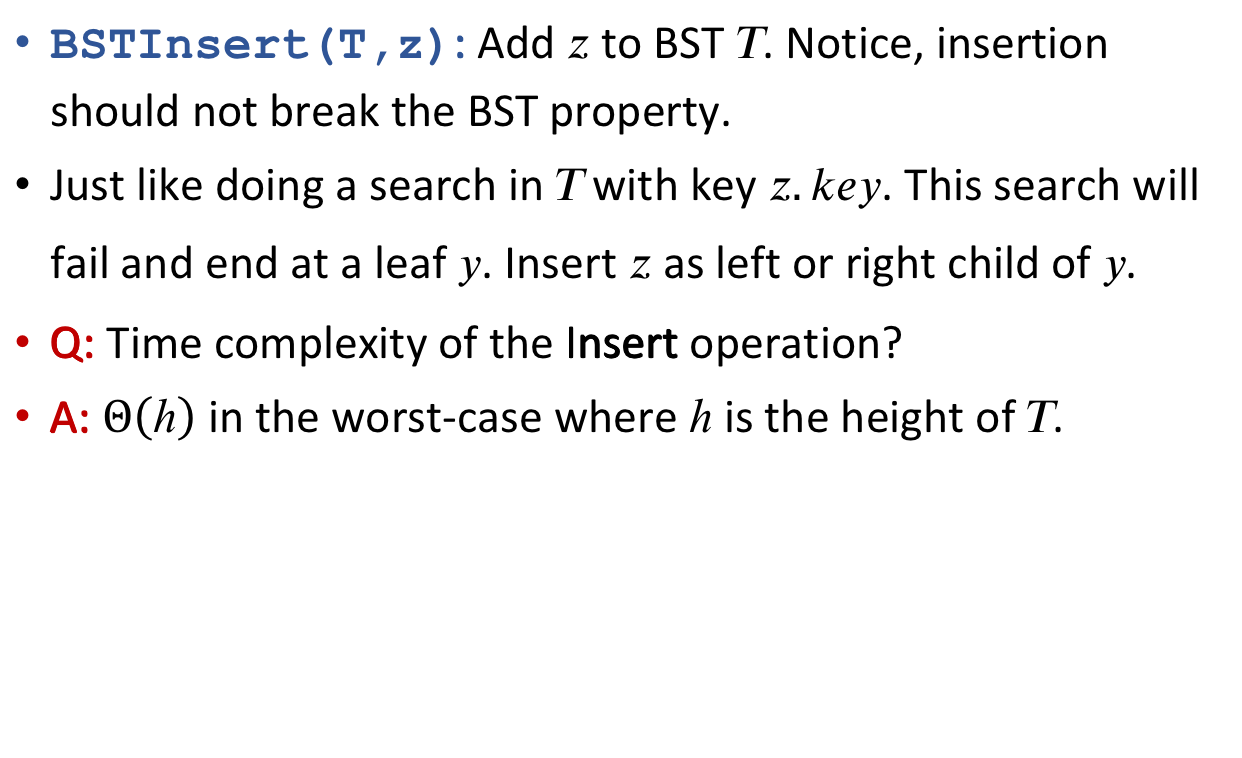 • BSTInsert(T,z): Add z to BST T. Notice, insertion
should not break the BST property.
• Just like doing a search in T with key z. key. This search will
fail and end at a leaf y. Insert z as left or right child of y.
• Q: Time complexity of the Insert operation?
• A: Θ(h) in the worst-case where h is the height of T.